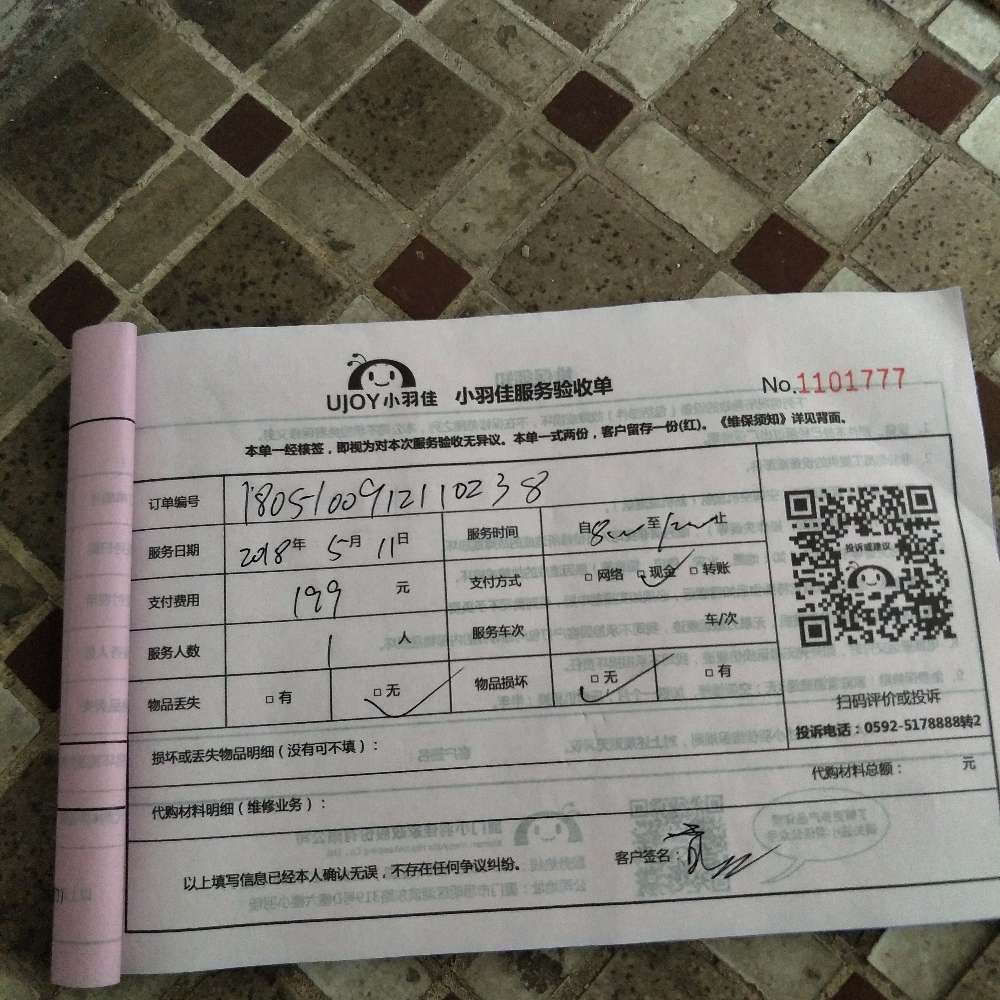 UJOY小羽佳 小羽佳服务验收单 No.1101777
本单一经核签，即视为对本次服务验收无异议。本单一式两份，客户留存一份(红)。《维保须知》详见背面。
订单编号 180510091211023 8
服务日期 2018年 5月 11日 服务时间 自 至 止
支付费用 199 元 支付方式 □ 网络 □ 现金 □ 转账
服务人数 1 人 服务车次 车/次
物品丢失 □ 有 □ 无 物品损坏 □ 无 □ 有
投诉或建议
扫码评价或投诉
投诉电话：0592-5178888转2
损坏或丢失物品明细（没有可不填）：
代购材料明细（维修业务）： 代购材料总额： 元
以上填写信息已经本人确认无误，不存在任何争议纠纷。 客户签名：